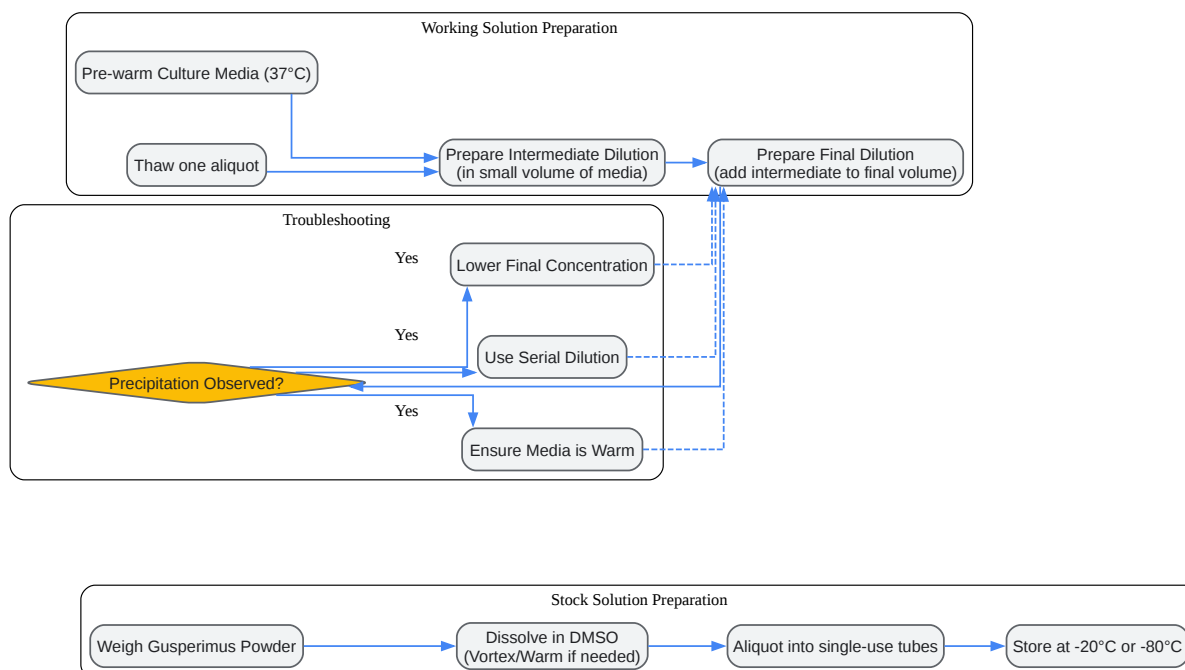 Working Solution Preparation
Pre-warm Culture Media (37°C)
Thaw one aliquot
Prepare Intermediate Dilution
(in small volume of media)
Prepare Final Dilution
(add intermediate to final volume)
Troubleshooting
Yes
Lower Final Concentration
Yes
Use Serial Dilution
Precipitation Observed?
Yes
Ensure Media is Warm
Stock Solution Preparation
Weigh Gusperimus Powder
Dissolve in DMSO
(Vortex/Warm if needed)
Aliquot into single-use tubes
Store at -20°C or -80°C